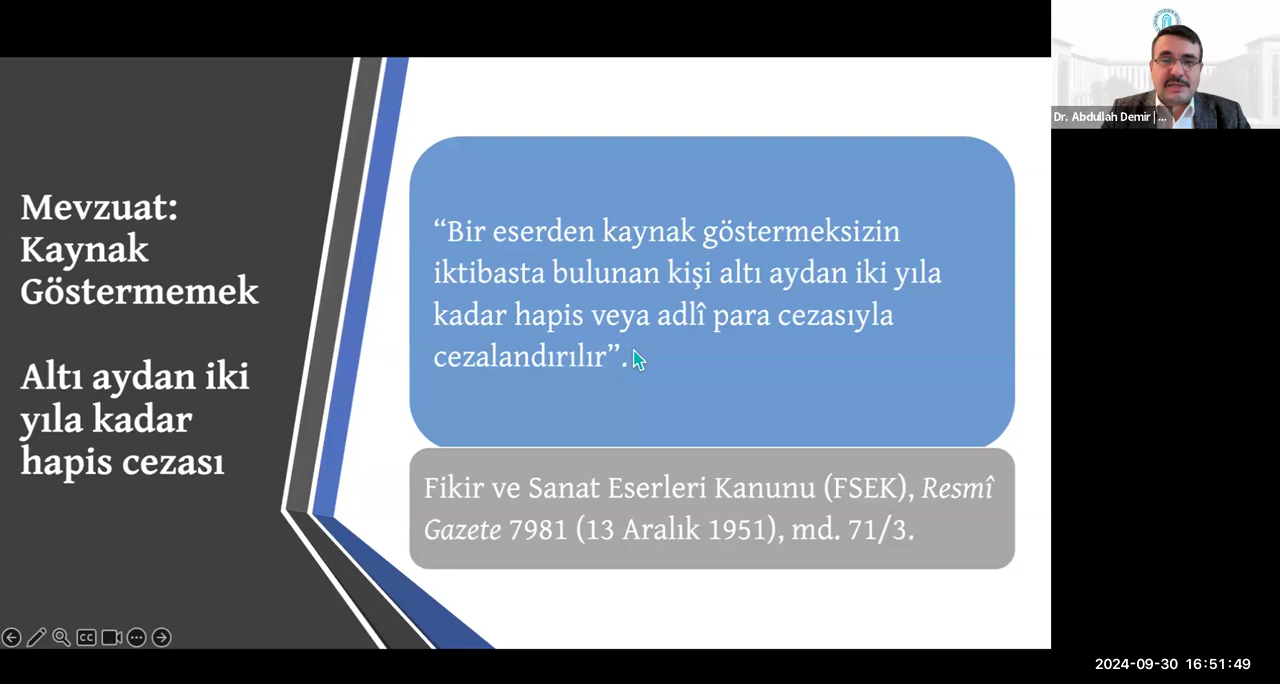 Mevzuat:
Kaynak
Göstermemek
Altı aydan iki
yıla kadar
hapis cezası
“Bir eserden kaynak göstermeksizin
iktibasta bulunan kişi altı aydan iki yıla
kadar hapis veya adlî para cezasıyla
cezalandırılır”.
Fikir ve Sanat Eserleri Kanunu (FSEK), Resmî
Gazete 7981 (13 Aralık 1951), md. 71/3.
Dr. Abdullah Demir | ...
CC
2024-09-30 16:51:49